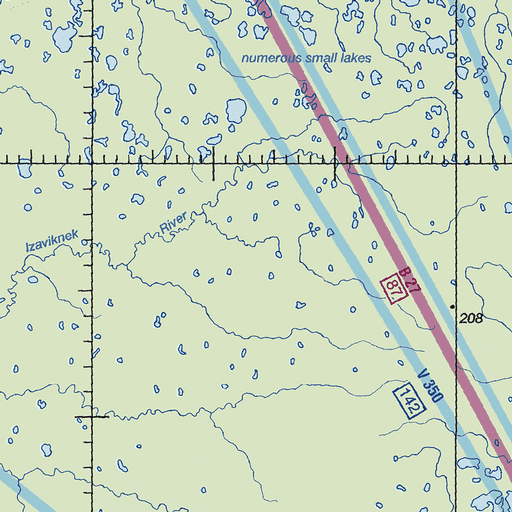 numerous small lakes
Izaviknek
River
B 27
87
208
V 350
142